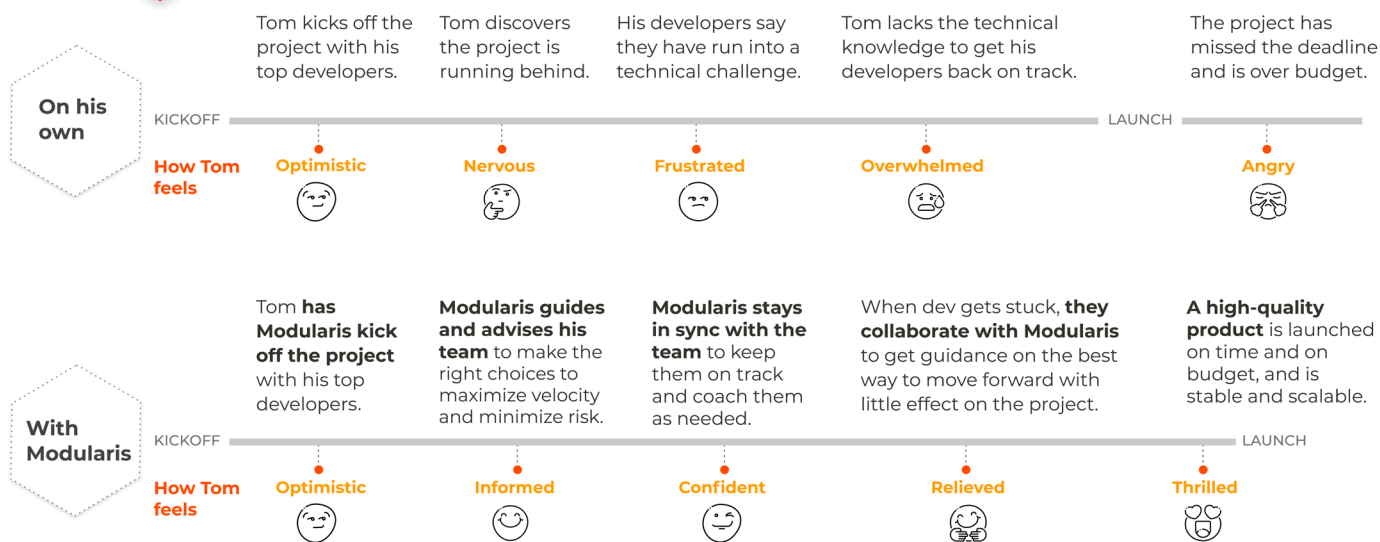 Tom kicks off the
project with his
top developers.
Tom discovers
the project is
running behind.
His developers say
they have run into a
technical challenge.
Tom lacks the technical
knowledge to get his
developers back on track.
The project has
missed the deadline
and is over budget.
On his
own
KICKOFF
LAUNCH
How Tom
feels
Optimistic
Nervous
Frustrated
Overwhelmed
Angry
Tom has
Modularis kick
off the project
with his top
developers.
Modularis guides
and advises his
team to make the
right choices to
maximize velocity
and minimize risk.
Modularis stays
in sync with the
team to keep
them on track
and coach them
as needed.
When dev gets stuck, they
collaborate with Modularis
to get guidance on the best
way to move forward with
little effect on the project.
A high-quality
product is launched
on time and on
budget, and is
stable and scalable.
With
Modularis
KICKOFF
LAUNCH
How Tom
feels
Optimistic
Informed
Confident
Relieved
Thrilled